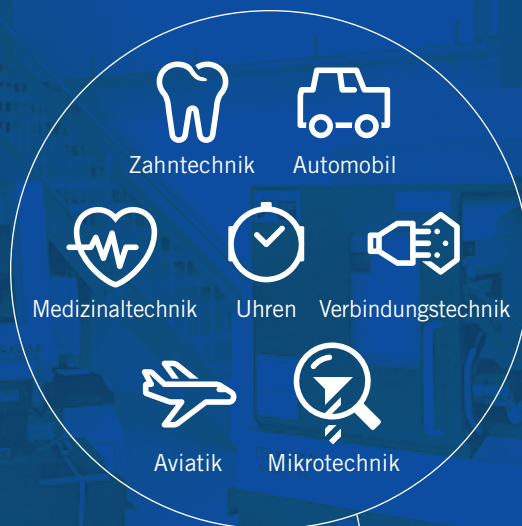 Zahntechnik Automobil
Medizinaltechnik Uhren Verbindungstechnik
Aviatik Mikrotechnik